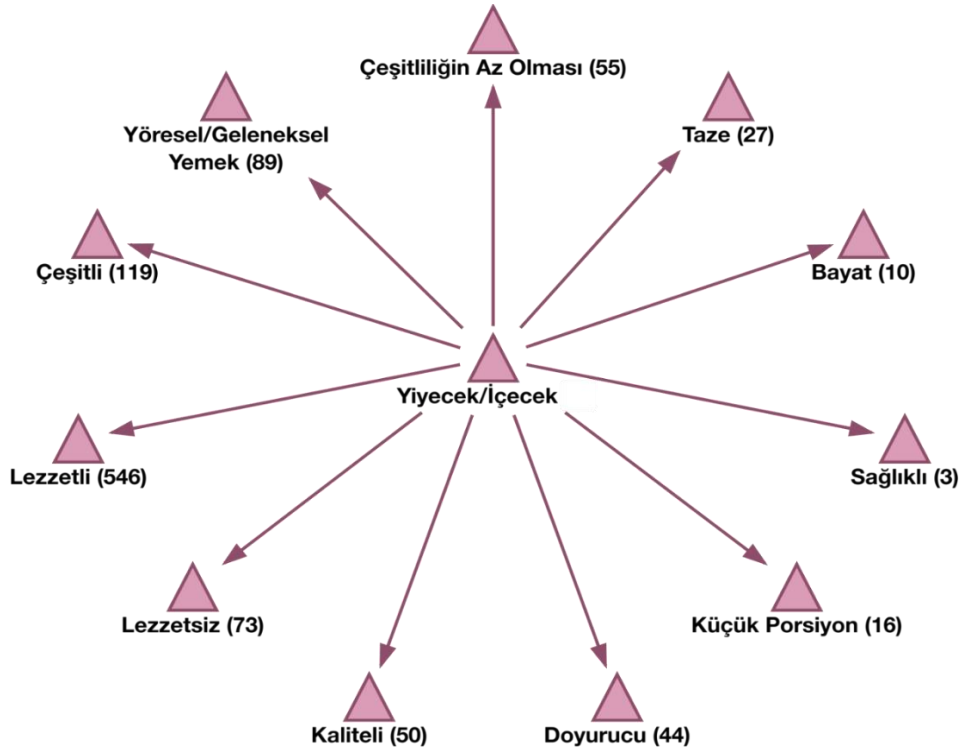 Çeşitliliğin Az Olması (55)
Yöresel/Geleneksel
Yemek (89)
Taze (27)
Çeşitli (119)
Bayat (10)
Yiyecek/İçecek
Lezzetli (546)
Sağlıklı (3)
Lezzetsiz (73)
Küçük Porsiyon (16)
Kaliteli (50)
Doyurucu (44)